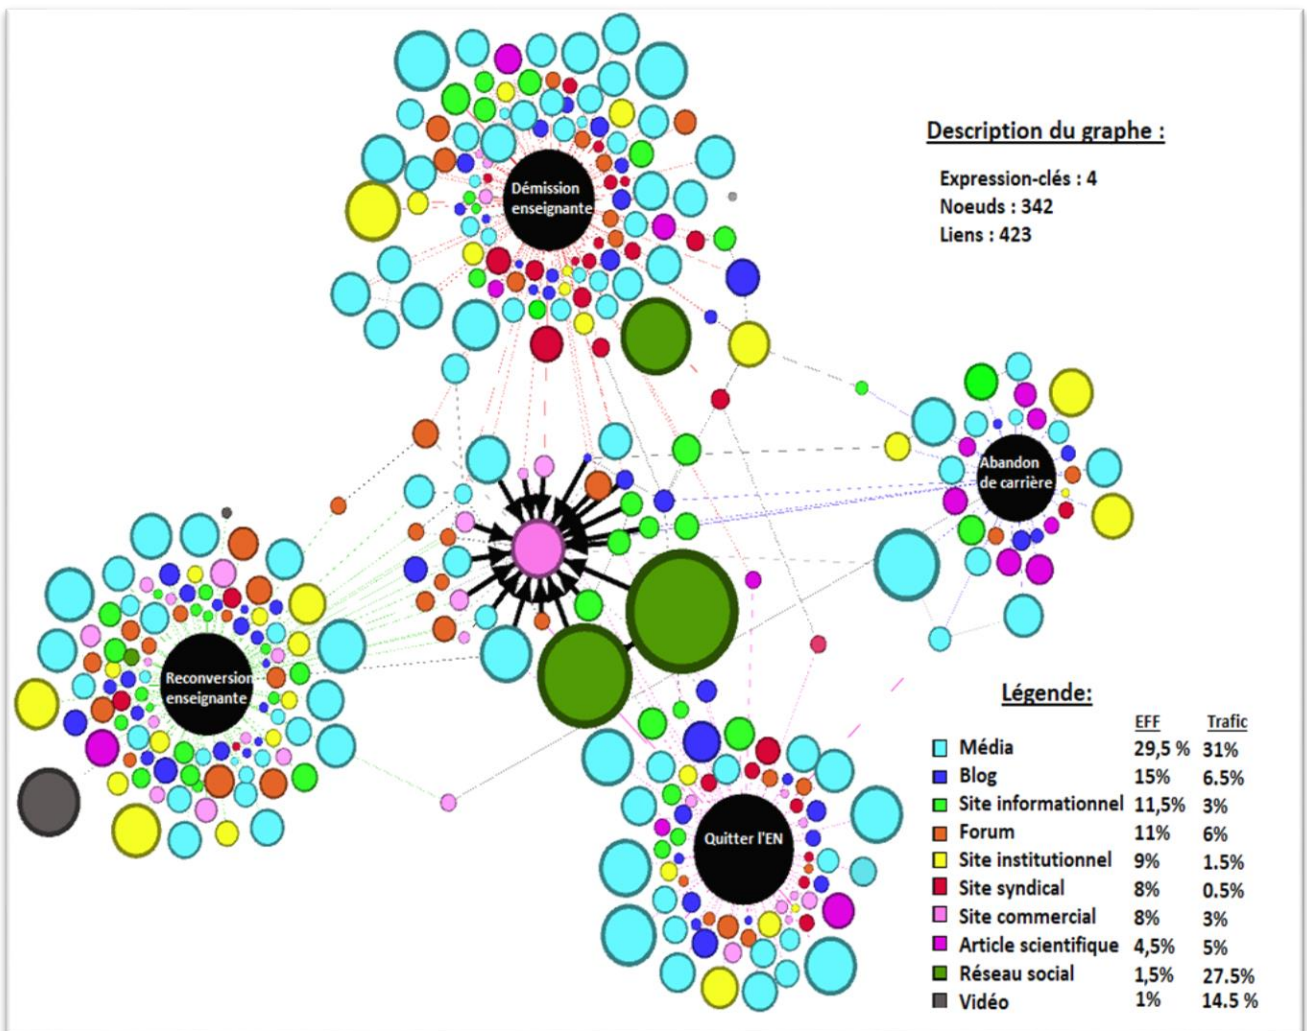 Démission
enseignante
Description du graphe :
Expression-clés : 4
Noeuds : 342
Liens : 423
Abandon
de carrière
Reconversion
enseignante
Quitter l'EN
Légende:
EFF Trafic
Média 29,5 % 31%
Blog 15% 6.5%
Site informationnel 11,5% 3%
Forum 11% 6%
Site institutionnel 9% 1.5%
Site syndical 8% 0.5%
Site commercial 8% 3%
Article scientifique 4,5% 5%
Réseau social 1,5% 27.5%
Vidéo 1% 14.5 %